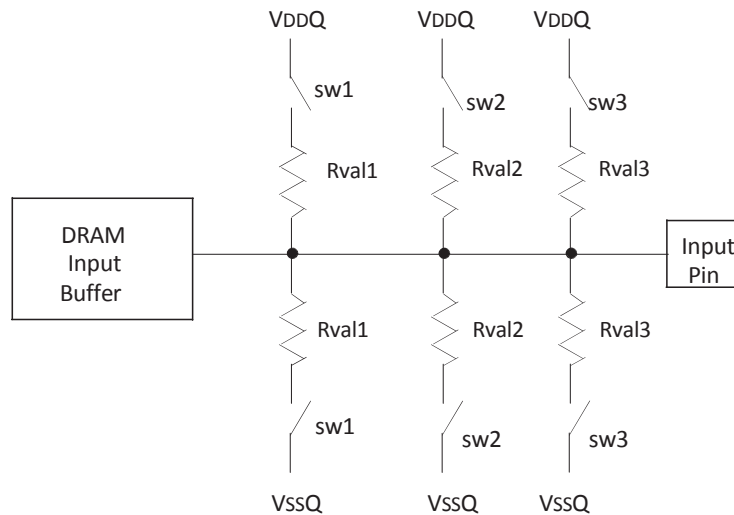 VDDQ VDDQ VDDQ
sw1 sw2 sw3
Rval1 Rval2 Rval3
DRAM
Input
Buffer
Input
Pin
Rval1 Rval2 Rval3
sw1 sw2 sw3
VSSQ VSSQ VSSQ